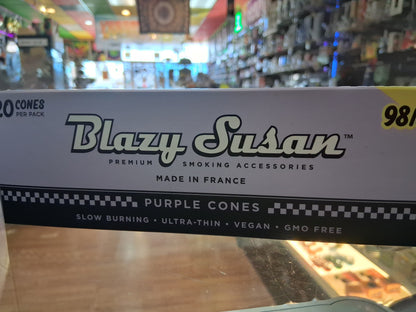 20 CONES
PER PACK
98/
Blazy Susan™
PREMIUM SMOKING ACCESSORIES
MADE IN FRANCE
PURPLE CONES
SLOW BURNING • ULTRA-THIN • VEGAN • GMO FREE